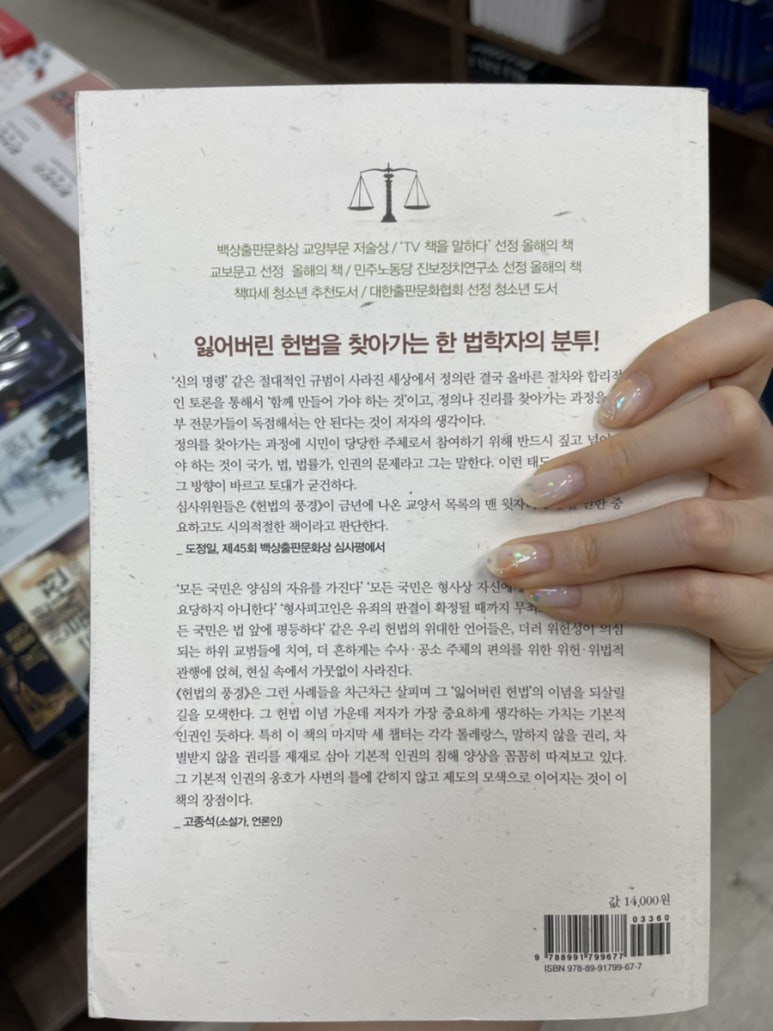 백상출판문화상 교양부문 저술상 / ‘TV 책을 말하다’ 선정 올해의 책
교보문고 선정 올해의 책 / 민주노동당 진보정치연구소 선정 올해의 책
책따세 청소년 추천도서 / 대한출판문화협회 선정 청소년 도서
잃어버린 헌법을 찾아가는 한 법학자의 분투!
‘신의 명령’ 같은 절대적인 규범이 사라진 세상에서 정의란 결국 올바른 절차와 합리적
인 토론을 통해서 ‘함께 만들어 가야 하는 것’이고, 정의나 진리를 찾아가는 과정을
부 전문가들이 독점해서는 안 된다는 것이 저자의 생각이다.
정의를 찾아가는 과정에 시민이 당당한 주체로서 참여하기 위해 반드시 짚고
야 하는 것이 국가, 법, 법률가, 인권의 문제라고 그는 말한다. 이런
그 방향이 바르고 토대가 굳건하다.
심사위원들은 《헌법의 풍경》이 금년에 나온 교양서 목록의 맨 중
요하고도 시의적절한 책이라고 판단한다.
_ 도정일, 제45회 백상출판문화상 심사평에서
‘모든 국민은 양심의 자유를 가진다’ ‘모든 국민은 형사상
요당하지 아니한다’ ‘형사피고인은 유죄의 판결이 확정될 때까지
든 국민은 법 앞에 평등하다’ 같은 우리 헌법의 위대한 언어들은, 더러 위헌성이 의심
되는 하위 규범들에 치여, 더 흔하게는 수사·공소 주체의 편의를 위한 위헌·위법적
관행에 얹혀, 현실 속에서 가뭇없이 사라진다.
《헌법의 풍경》은 그런 사례들을 차근차근 살피며 그 ‘잃어버린 헌법’의 이념을 되살릴
길을 모색한다. 그 헌법 이념 가운데 저자가 가장 중요하게 생각하는 가치는 기본적
인권인 듯하다. 특히 이 책의 마지막 세 챕터는 각각 똘레랑스, 말하지 않을 권리, 차
별받지 않을 권리를 제재로 삼아 기본적 인권의 침해 양상을 꼼꼼히 따져보고 있다.
그 기본적 인권의 옹호가 사변의 틀에 갇히지 않고 제도의 모색으로 이어지는 것이 이
책의 장점이다.
_ 고종석(소설가, 언론인)
값 14,000원
03360
9 788991 799677
ISBN 978-89-91799-67-7